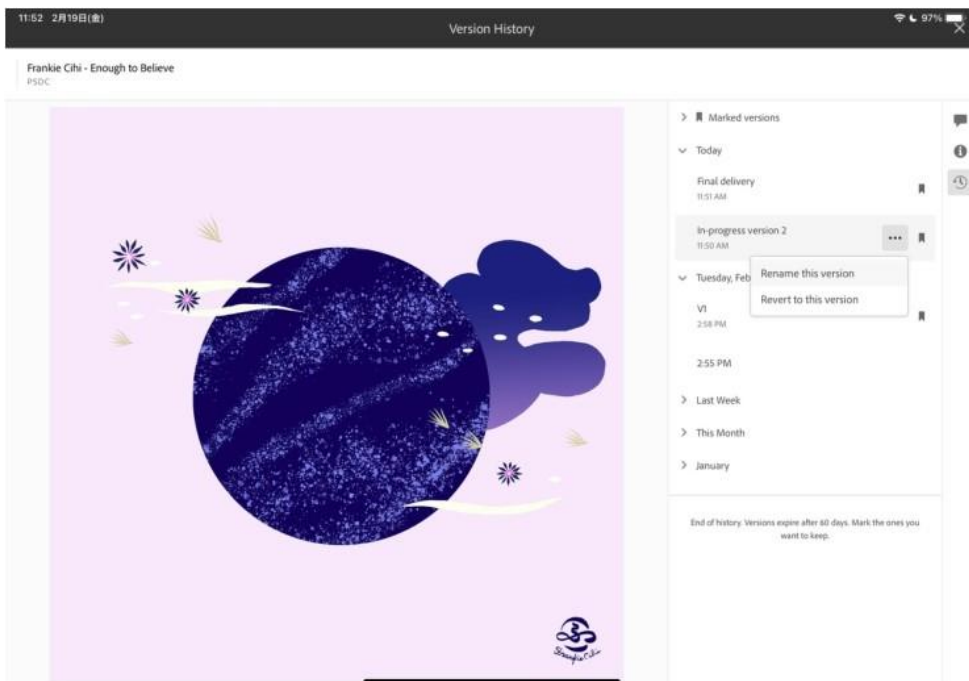 11:52 2月19日(金)
97%
Version History
Frankie Cihi - Enough to Believe
PSDC
Marked versions
Today
Final delivery
11:51 AM
In-progress version 2
11:50 AM
Rename this version
Tuesday, Feb
Revert to this version
V1
2:58 PM
2:55 PM
Last Week
This Month
January
End of history. Versions expire after 60 days. Mark the ones you
want to keep.